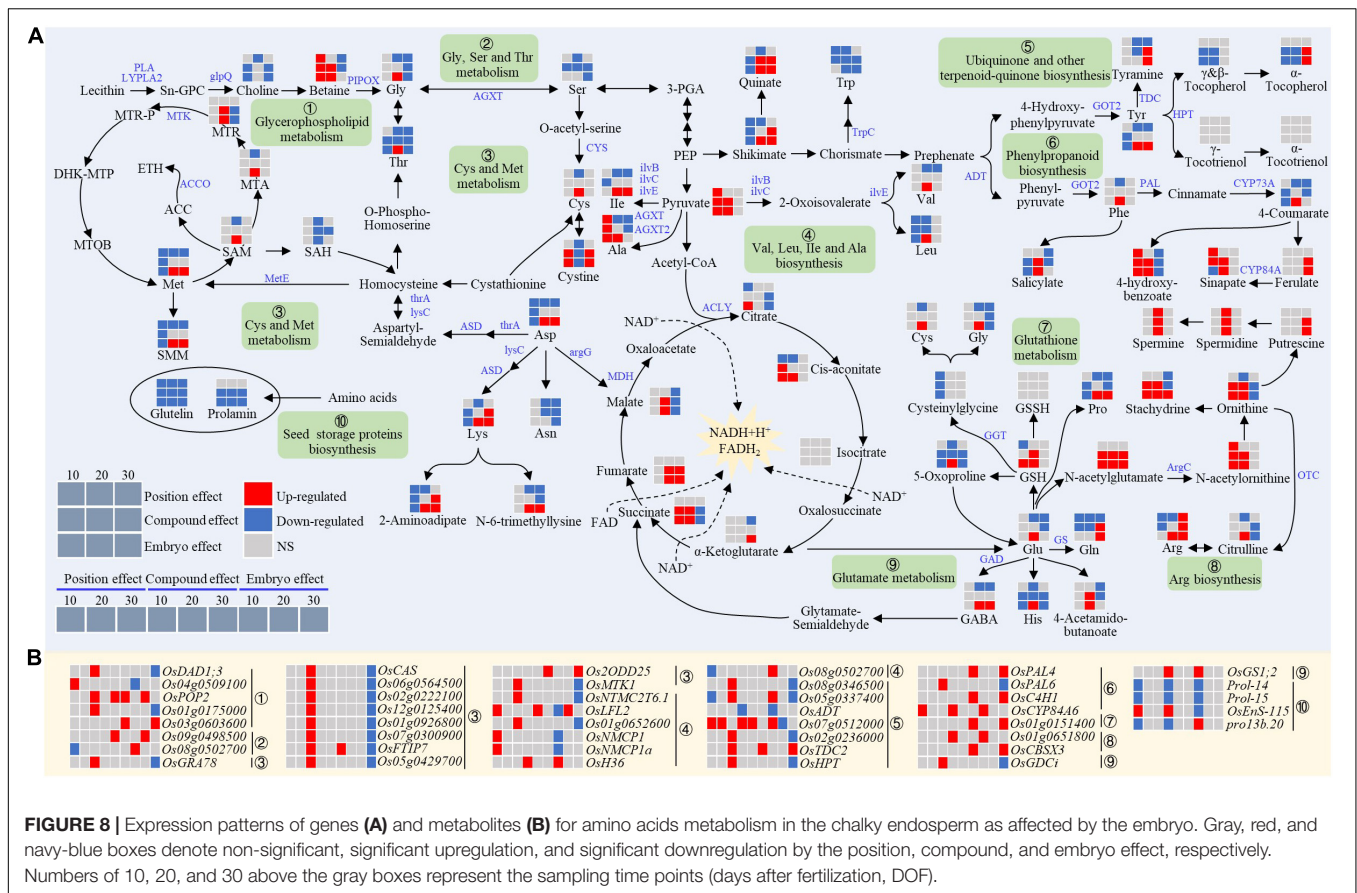 A
PLA
LYPLA2
glpQ
PIPOX
Lecithin
Sn-GPC
Choline
Betaine
Gly
②
Gly, Ser and Thr
metabolism
AGXT
Ser
3-PGA
Quinate
Trp
⑤
Ubiquinone and other
terpenoid-quinone biosynthesis
Tyramine
γ&β-
Tocopherol
α-
Tocopherol
MTR-P
MTK
MTR
①
Glycerophospholipid
metabolism
O-acetyl-serine
CYS
TrpC
4-Hydroxy-
phenylpyruvate
GOT2
Tyr
TDC
HPT
γ-
Tocotrienol
α-
Tocotrienol
Thr
③
Cys and Met
metabolism
PEP
Shikimate
Chorismate
Prephenate
ADT
⑥
Phenylpropanoid
biosynthesis
DHK-MTP
ETH
ACCO
MTA
ACC
O-Phospho-
Homoserine
Cys
ilvB
ilvC
ilvE
Ile
Pyruvate
ilvB
ilvC
2-Oxoisovalerate
ilvE
Val
Phenyl-
pyruvate
GOT2
Phe
PAL
Cinnamate
CYP73A
4-Coumarate
MTQB
SAM
SAH
AGXT
AGXT2
Ala
Cystine
④
Val, Leu, Ile and Ala
biosynthesis
Leu
Acetyl-CoA
Salicylate
4-hydroxy-
benzoate
Sinapate
CYP84A
Ferulate
Met
MetE
Homocysteine
Cystathionine
③
Cys and Met
metabolism
thrA
lysC
Aspartyl-
Semialdehyde
ASD
thrA
Asp
ACLY
Citrate
NAD⁺
Oxaloacetate
⑦
Glutathione
metabolism
Cys
Gly
Spermine
Spermidine
Putrescine
SMM
lysC
ASD
argG
MDH
Malate
Cis-aconitate
Glutelin
Prolamin
Amino acids
⑩
Seed storage proteins
biosynthesis
Lys
Asn
NADH+H⁺
FADH₂
Isocitrate
Cysteinylglycine
GSSH
GGT
Pro
Stachydrine
Ornithine
5-Oxoproline
GSH
N-acetylglutamate
ArgC
N-acetylornithine
OTC
Fumarate
NAD⁺
Oxalosuccinate
2-Aminoadipate
N-6-trimethyllysine
FAD
Succinate
NAD⁺
α-Ketoglutarate
Glu
GS
Gln
Arg
Citrulline
⑨
Glutamate metabolism
GAD
⑧
Arg biosynthesis
Glytamate-
Semialdehyde
GABA
His
4-Acetamido-
butanoate
10 20 30
Position effect
Compound effect
Embryo effect
Up-regulated
Down-regulated
NS
Position effect Compound effect Embryo effect
10 20 30 10 20 30 10 20 30
B
OsDAD1;3
Os04g0509100
OsPOP2
Os01g0175000
Os05g0603600
Os09g0498500
Os08g0502700
OsGRA78
①
②
③
OsCAS
Os06g0564500
Os02g0222100
Os12g0125400
Os01g0926800
Os07g0300900
OsFTIP7
Os05g0429700
③
Os2ODD25
OsMTK1
OsNTMC2T6.1
OsLFL2
Os01g0652600
OsNMCP1
OsNMCP1a
OsH36
③
④
Os08g0502700
Os08g0346500
Os05g0337400
OsADT
Os07g0512000
Os02g0236000
OsTDC2
OsHPT
④
⑤
OsPAL4
OsPAL6
OsC4H1
OsCYP84A6
Os01g0151400
Os01g0651800
OsCBSX3
OsGDCi
⑥
⑦
⑧
⑨
OsGS1;2
Prol-14
Prol-15
OsEnS-115
pro13b.20
⑨
⑩
FIGURE 8 | Expression patterns of genes (A) and metabolites (B) for amino acids metabolism in the chalky endosperm as affected by the embryo. Gray, red, and
navy-blue boxes denote non-significant, significant upregulation, and significant downregulation by the position, compound, and embryo effect, respectively.
Numbers of 10, 20, and 30 above the gray boxes represent the sampling time points (days after fertilization, DOF).